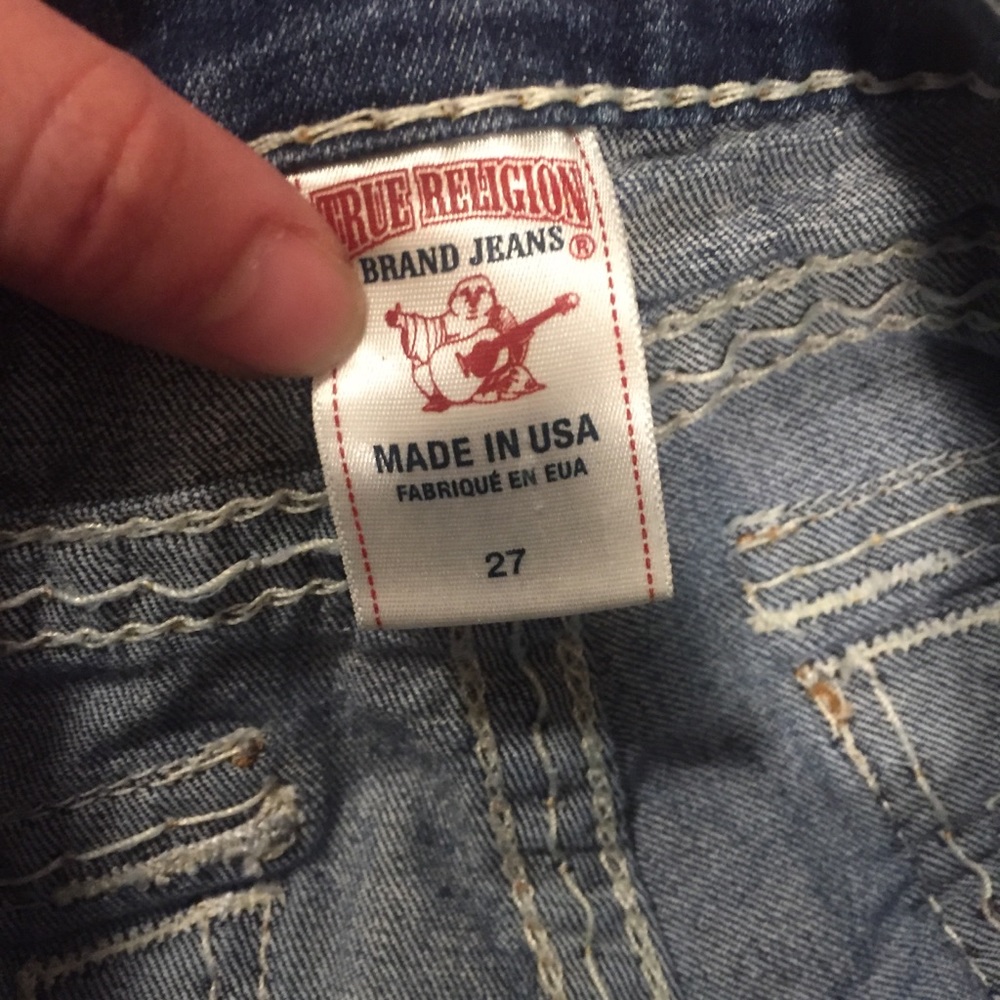 TRUE RELIGION
BRAND JEANS ®
MADE IN USA
FABRIQUÉ EN EUA
27